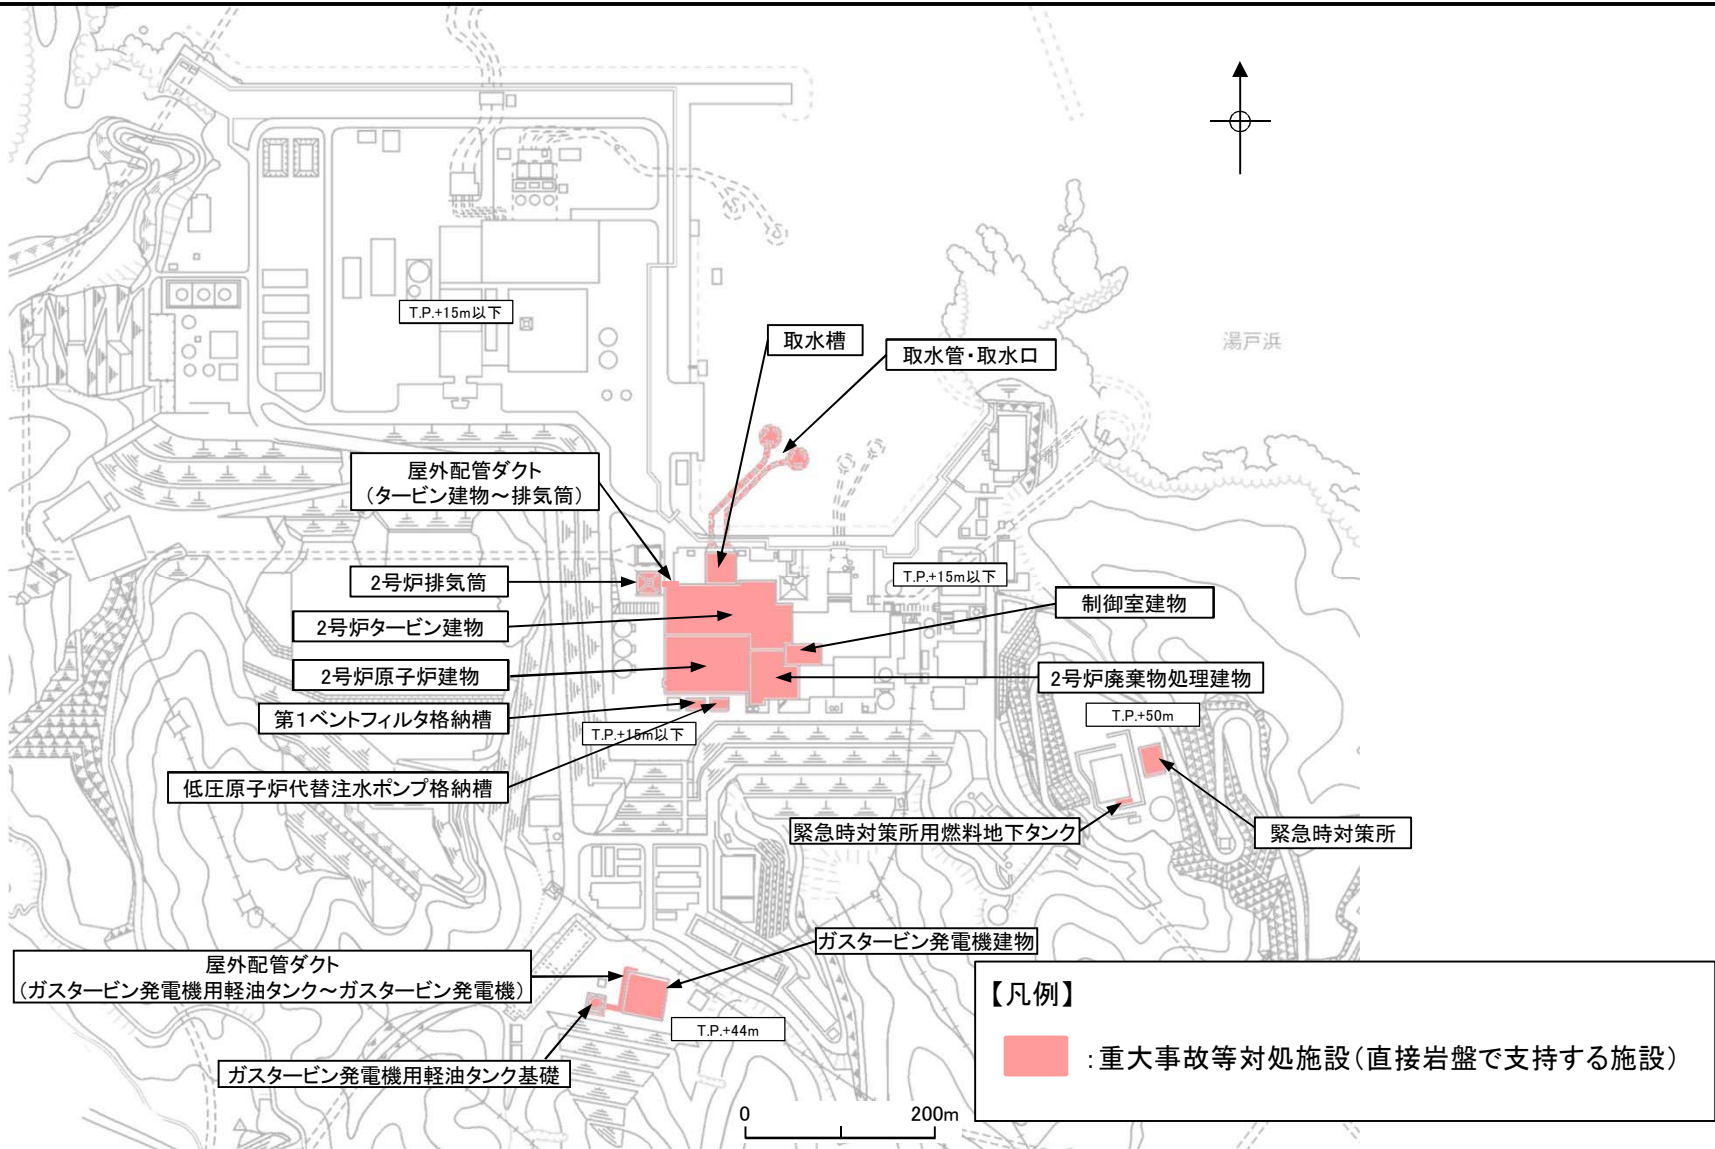 T.P.+15m以下
取水槽
取水管・取水口
湯戸浜
屋外配管ダクト
(タービン建物～排気筒)
2号炉排気筒
T.P.+15m以下
制御室建物
2号炉タービン建物
2号炉原子炉建物
2号炉廃棄物処理建物
第1ベントフィルタ格納槽
T.P.+15m以下
T.P.+50m
低圧原子炉代替注水ポンプ格納槽
緊急時対策所用燃料地下タンク
緊急時対策所
ガスタービン発電機建物
屋外配管ダクト
(ガスタービン発電機用軽油タンク～ガスタービン発電機)
T.P.+44m
ガスタービン発電機用軽油タンク基礎
【凡例】
:重大事故等対処施設(直接岩盤で支持する施設)
0 200m